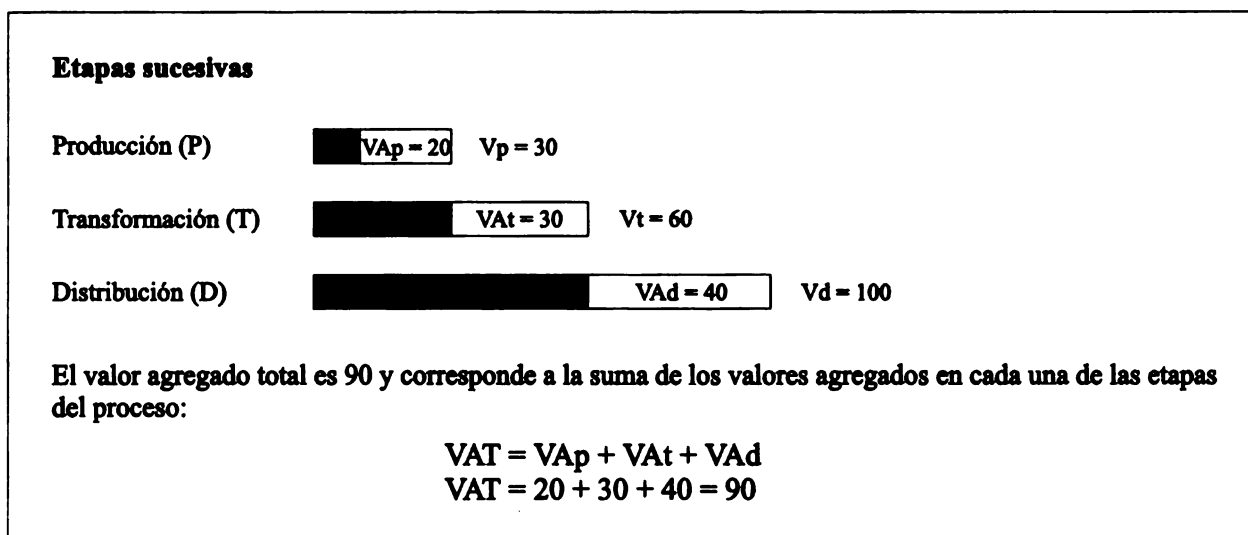 Etapas sucesivas
Producción (P) VAp = 20 Vp = 30
Transformación (T) VAt = 30 Vt = 60
Distribución (D) VAd = 40 Vd = 100
El valor agregado total es 90 y corresponde a la suma de los valores agregados en cada una de las etapas
del proceso:
VAT = VAp + VAt + VAd
VAT = 20 + 30 + 40 = 90